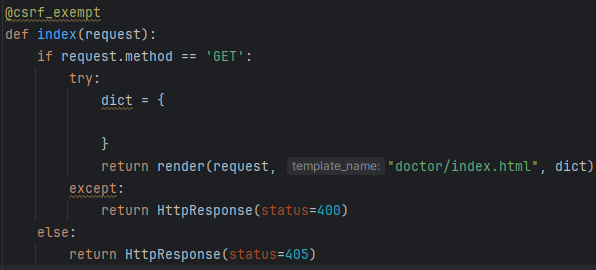 @csrf_exempt
def index(request):
    if request.method == 'GET':
        try:
            dict = {

            }
            return render(request, template_name: "doctor/index.html", dict)
        except:
            return HttpResponse(status=400)
    else:
        return HttpResponse(status=405)